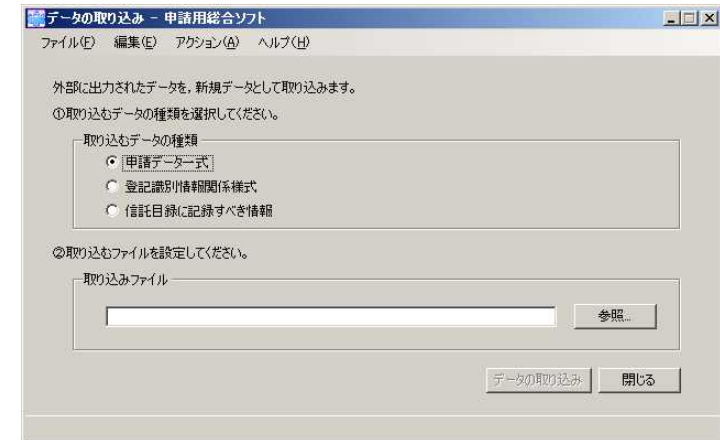 データの取り込み － 申請用総合ソフト
ファイル(F) 編集(E) アクション(A) ヘルプ(H)
外部に出力されたデータを，新規データとして取り込みます。
①取り込むデータの種類を選択してください。
取り込むデータの種類
申請データ一式
登記識別情報関係様式
信託目録に記録すべき情報
②取り込むファイルを設定してください。
取り込みファイル
参照...
データの取り込み 閉じる